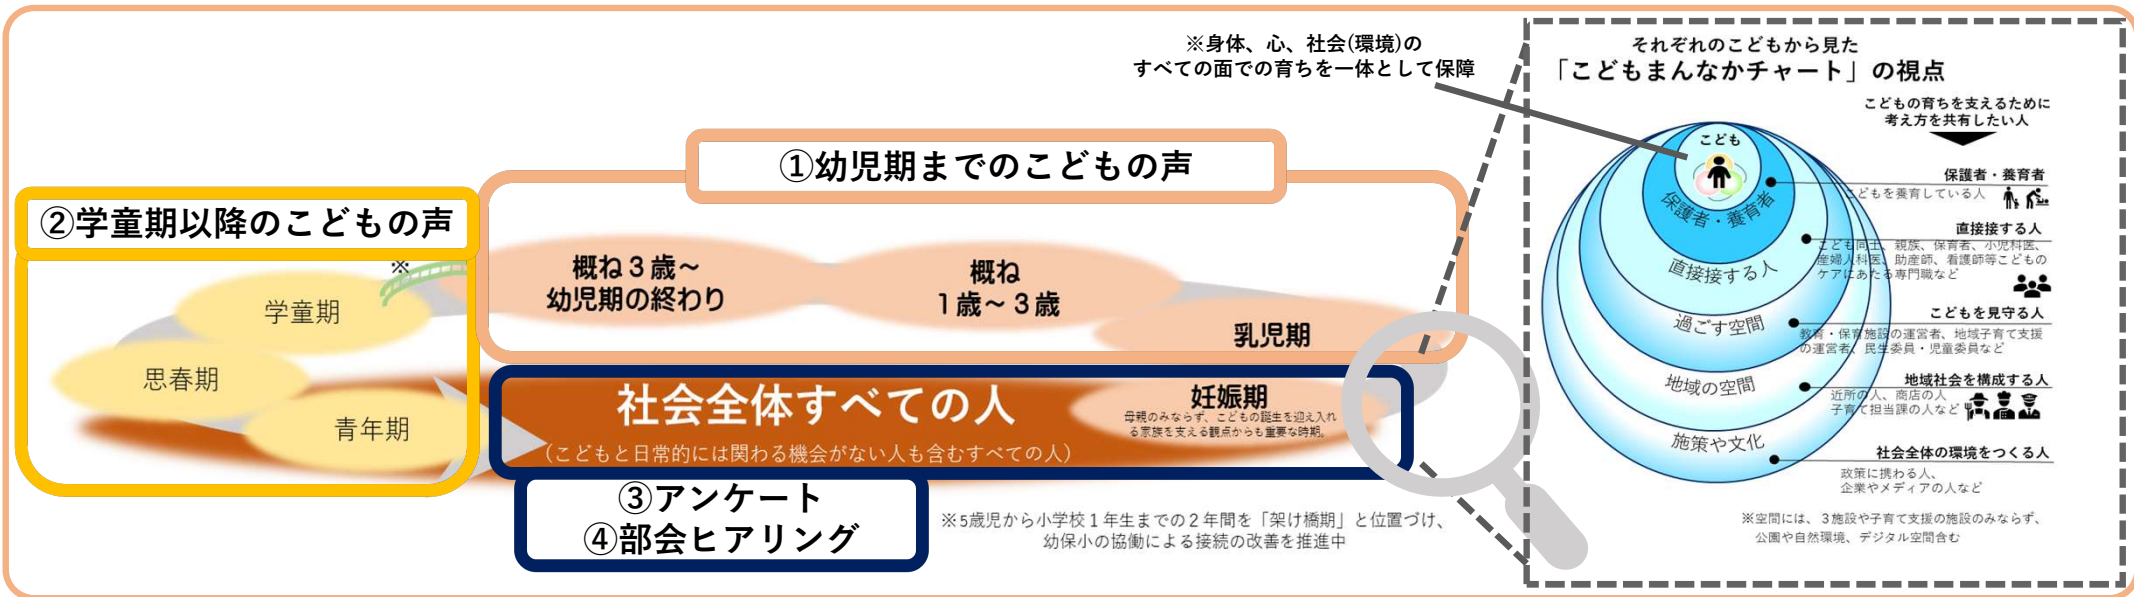 ※身体、心、社会(環境)の
すべての面での育ちを一体として保障
①幼児期までのこどもの声
②学童期以降のこどもの声
※
学童期
思春期
青年期
概ね3歳～
幼児期の終わり
概ね
1歳～3歳
乳児期
社会全体すべての人
（こどもと日常的には関わる機会がない人も含むすべての人）
妊娠期
母親のみならず、こどもの誕生を迎え入れ
る家族を支える観点からも重要な時期。
③アンケート
④部会ヒアリング
※5歳児から小学校1年生までの2年間を「架け橋期」と位置づけ、
幼保小の協働による接続の改善を推進中
それぞれのこどもから見た
「こどもまんなかチャート」の視点
こどもの育ちを支えるために
考え方を共有したい人
こども
保護者・養育者
直接接する人
過ごす空間
地域の空間
施策や文化
保護者・養育者
こどもを養育している人
直接接する人
こども同士、親族、保育者、小児科医、
産婦人科医、助産師、看護師等こどもの
ケアにあたる専門職など
こどもを見守る人
教育・保育施設の運営者、地域子育て支援
の運営者、民生委員・児童委員など
地域社会を構成する人
近所の人、商店の人
子育て担当課の人など
社会全体の環境をつくる人
政策に携わる人、
企業やメディアの人など
※空間には、3施設や子育て支援の施設のみならず、
公園や自然環境、デジタル空間含む